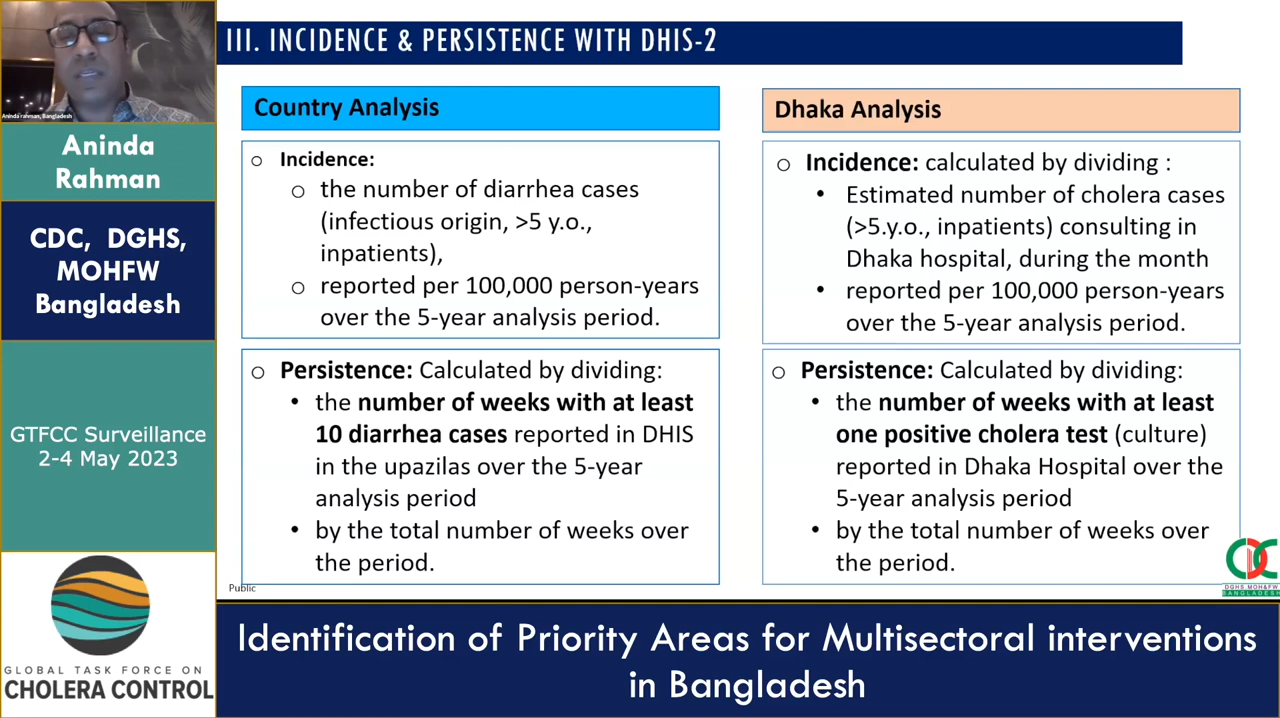 Aninda rahman, Bangladesh
Aninda
Rahman
CDC, DGHS,
MOHFW
Bangladesh
GTFCC Surveillance
2-4 May 2023
GLOBAL TASK FORCE ON
CHOLERA CONTROL
III. INCIDENCE & PERSISTENCE WITH DHIS-2
Country Analysis
o Incidence:
o the number of diarrhea cases
(infectious origin, >5 y.o.,
inpatients),
o reported per 100,000 person-years
over the 5-year analysis period.
o Persistence: Calculated by dividing:
• the number of weeks with at least
10 diarrhea cases reported in DHIS
in the upazilas over the 5-year
analysis period
• by the total number of weeks over
the period.
Dhaka Analysis
o Incidence: calculated by dividing :
• Estimated number of cholera cases
(>5.y.o., inpatients) consulting in
Dhaka hospital, during the month
• reported per 100,000 person-years
over the 5-year analysis period.
o Persistence: Calculated by dividing:
• the number of weeks with at least
one positive cholera test (culture)
reported in Dhaka Hospital over the
5-year analysis period
• by the total number of weeks over
the period.
Public
CDC
DGHS, MOH&FW
BANGLADESH
Identification of Priority Areas for Multisectoral interventions
in Bangladesh